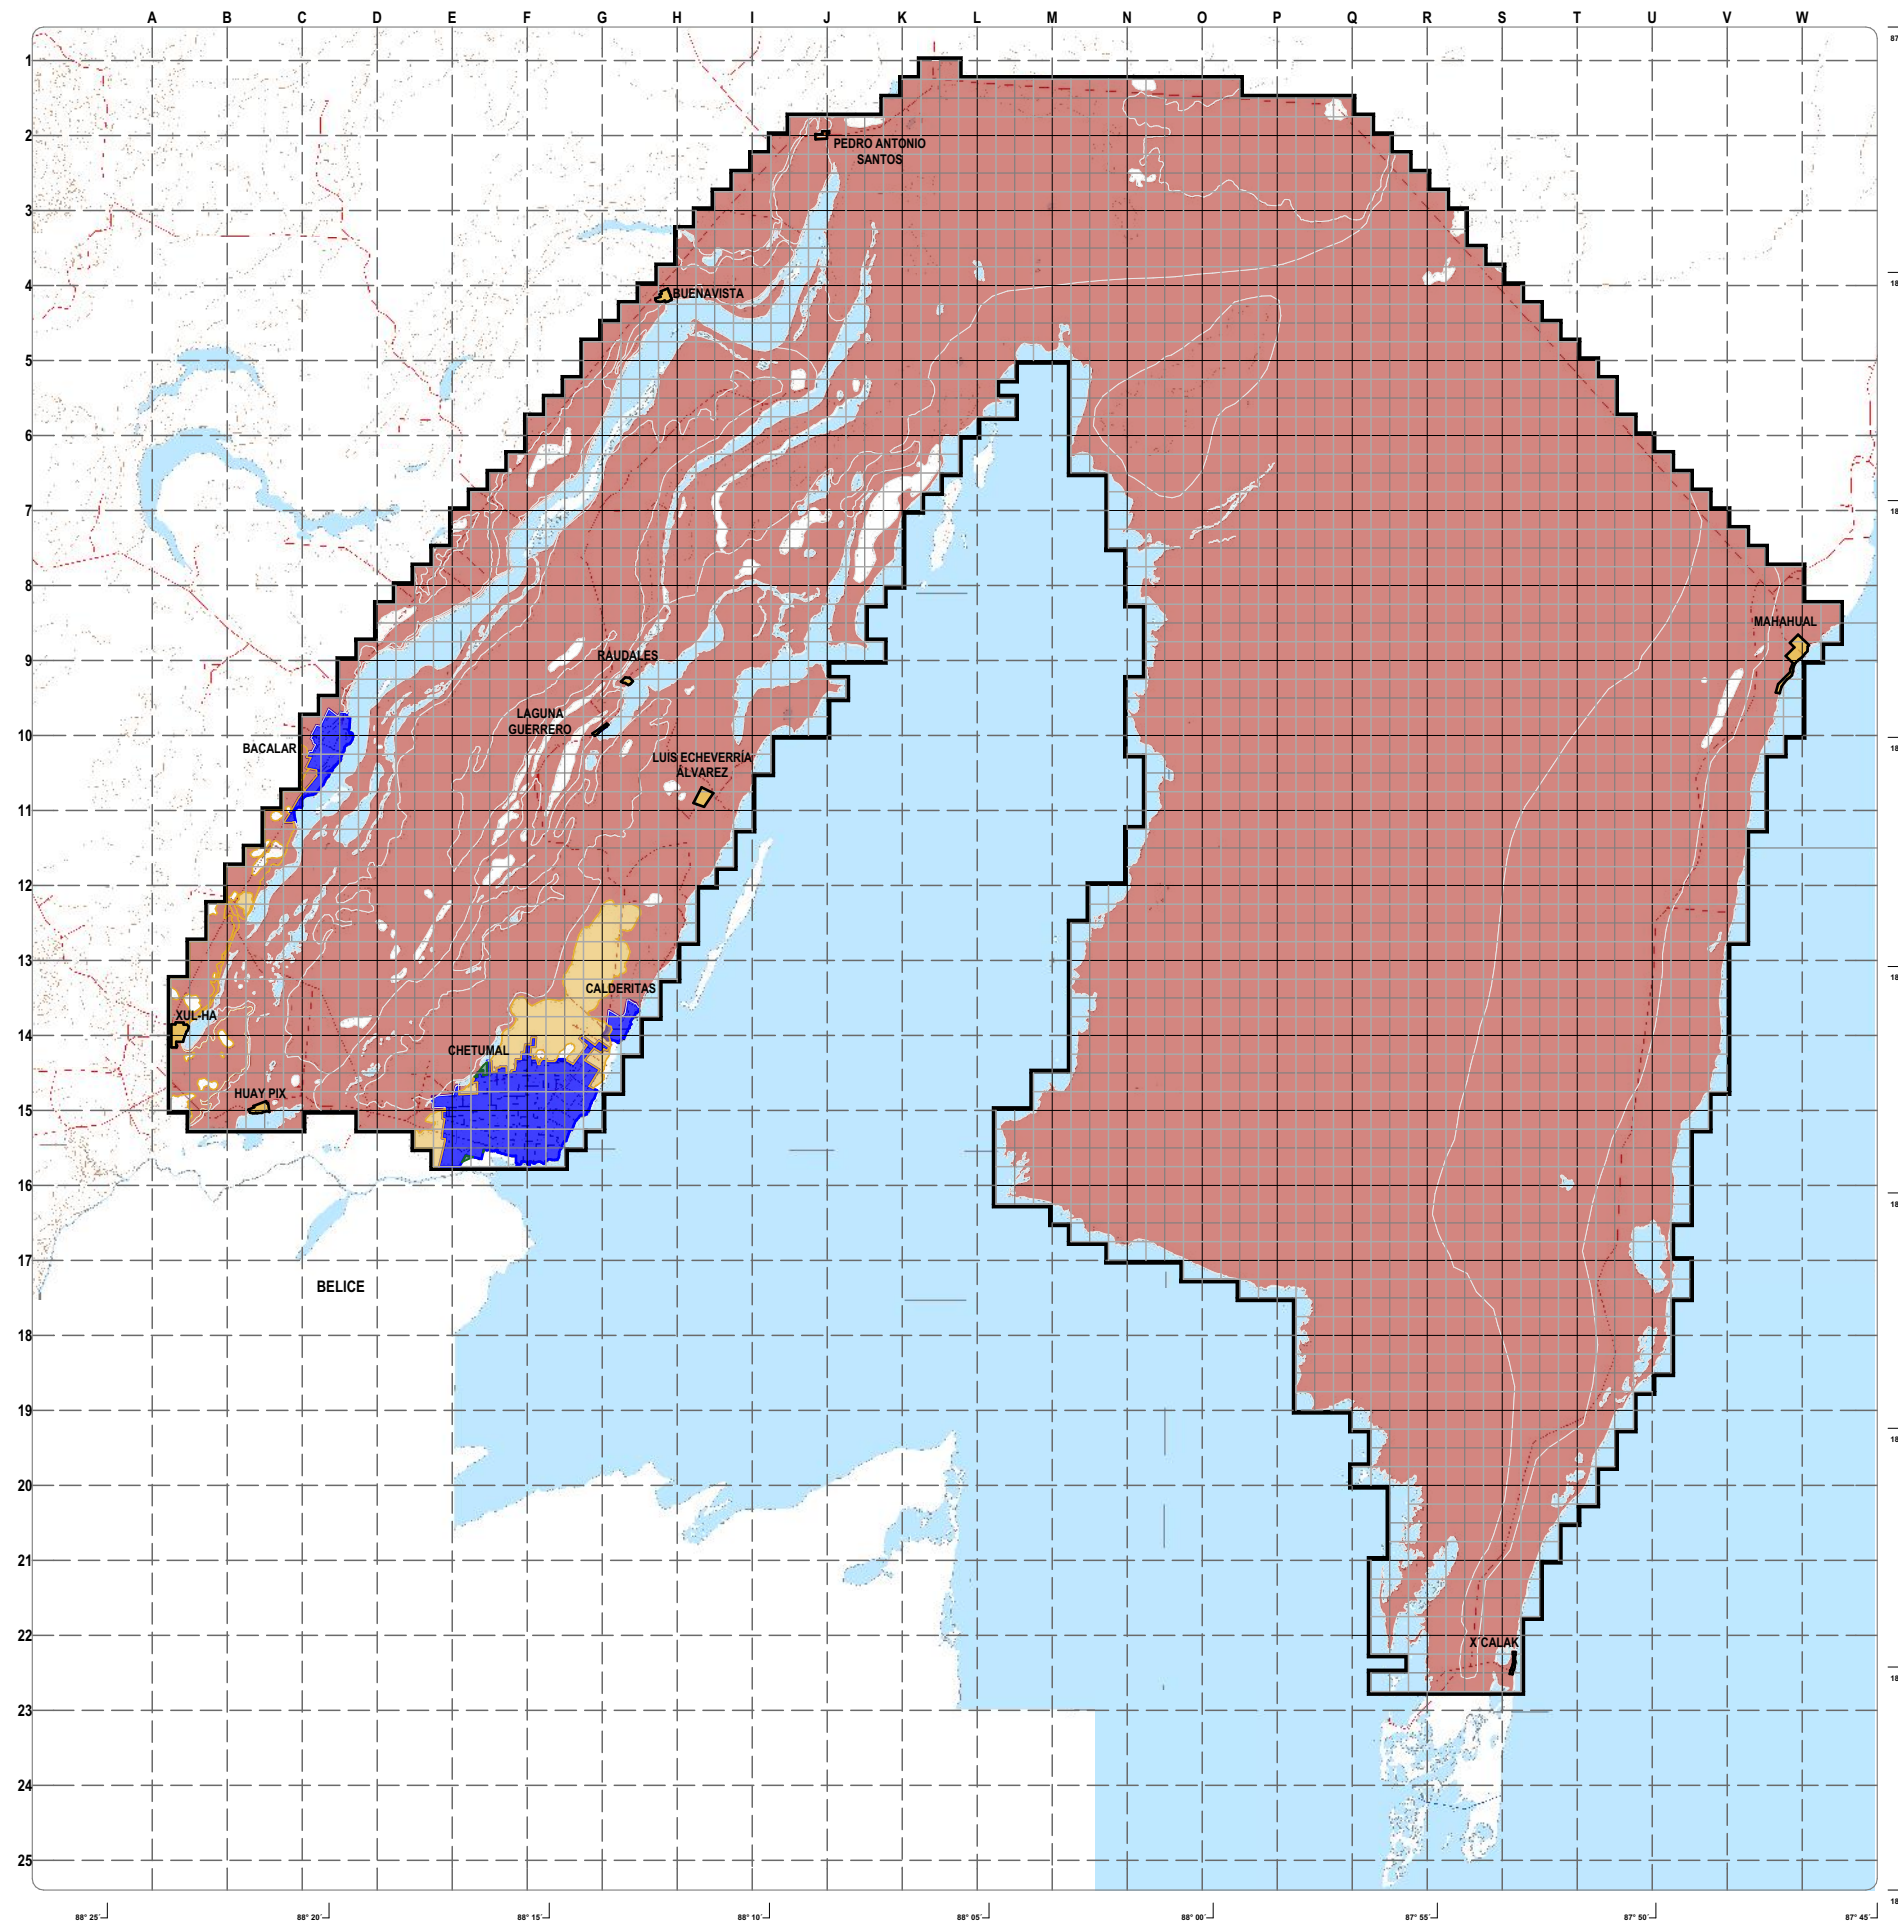 A B C D E F G H I J K L M N O P Q R S T U V W
1
2
PEDRO ANTONIO
SANTOS
3
4
BUENAVISTA
5
6
7
8
MAHAHUAL
9
RAUDALES
LAGUNA
GUERRERO
10
BACALAR
LUIS ECHEVERRÍA
ÁLVAREZ
11
12
13
CALDERITAS
XUL-HA
14
CHETUMAL
HUAY PIX
15
16
17
BELICE
18
19
20
21
22
X´CALAK
23
24
25
88° 25´ 88° 20´ 88° 15´ 88° 10´ 88° 05´ 88° 00´ 87° 55´ 87° 50´ 87° 45´